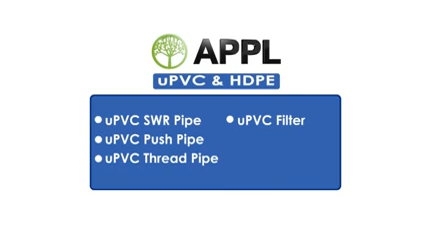 APPL
uPVC & HDPE
uPVC SWR Pipe
uPVC Filter
uPVC Push Pipe
uPVC Thread Pipe